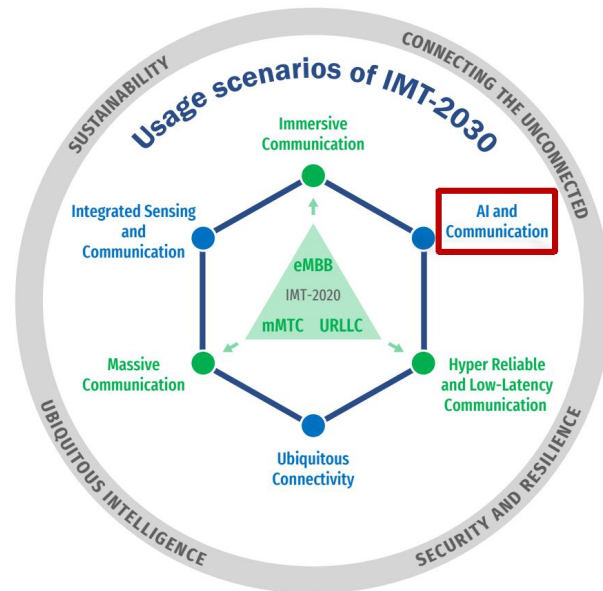 SUSTAINABILITY
CONNECTING THE UNCONNECTED
Usage scenarios of IMT-2030
Immersive
Communication
Integrated Sensing
and
Communication
AI and
Communication
eMBB
IMT-2020
mMTC URLLC
Massive
Communication
Hyper Reliable
and Low-Latency
Communication
Ubiquitous
Connectivity
UBIQUITOUS INTELLIGENCE
SECURITY AND RESILIENCE